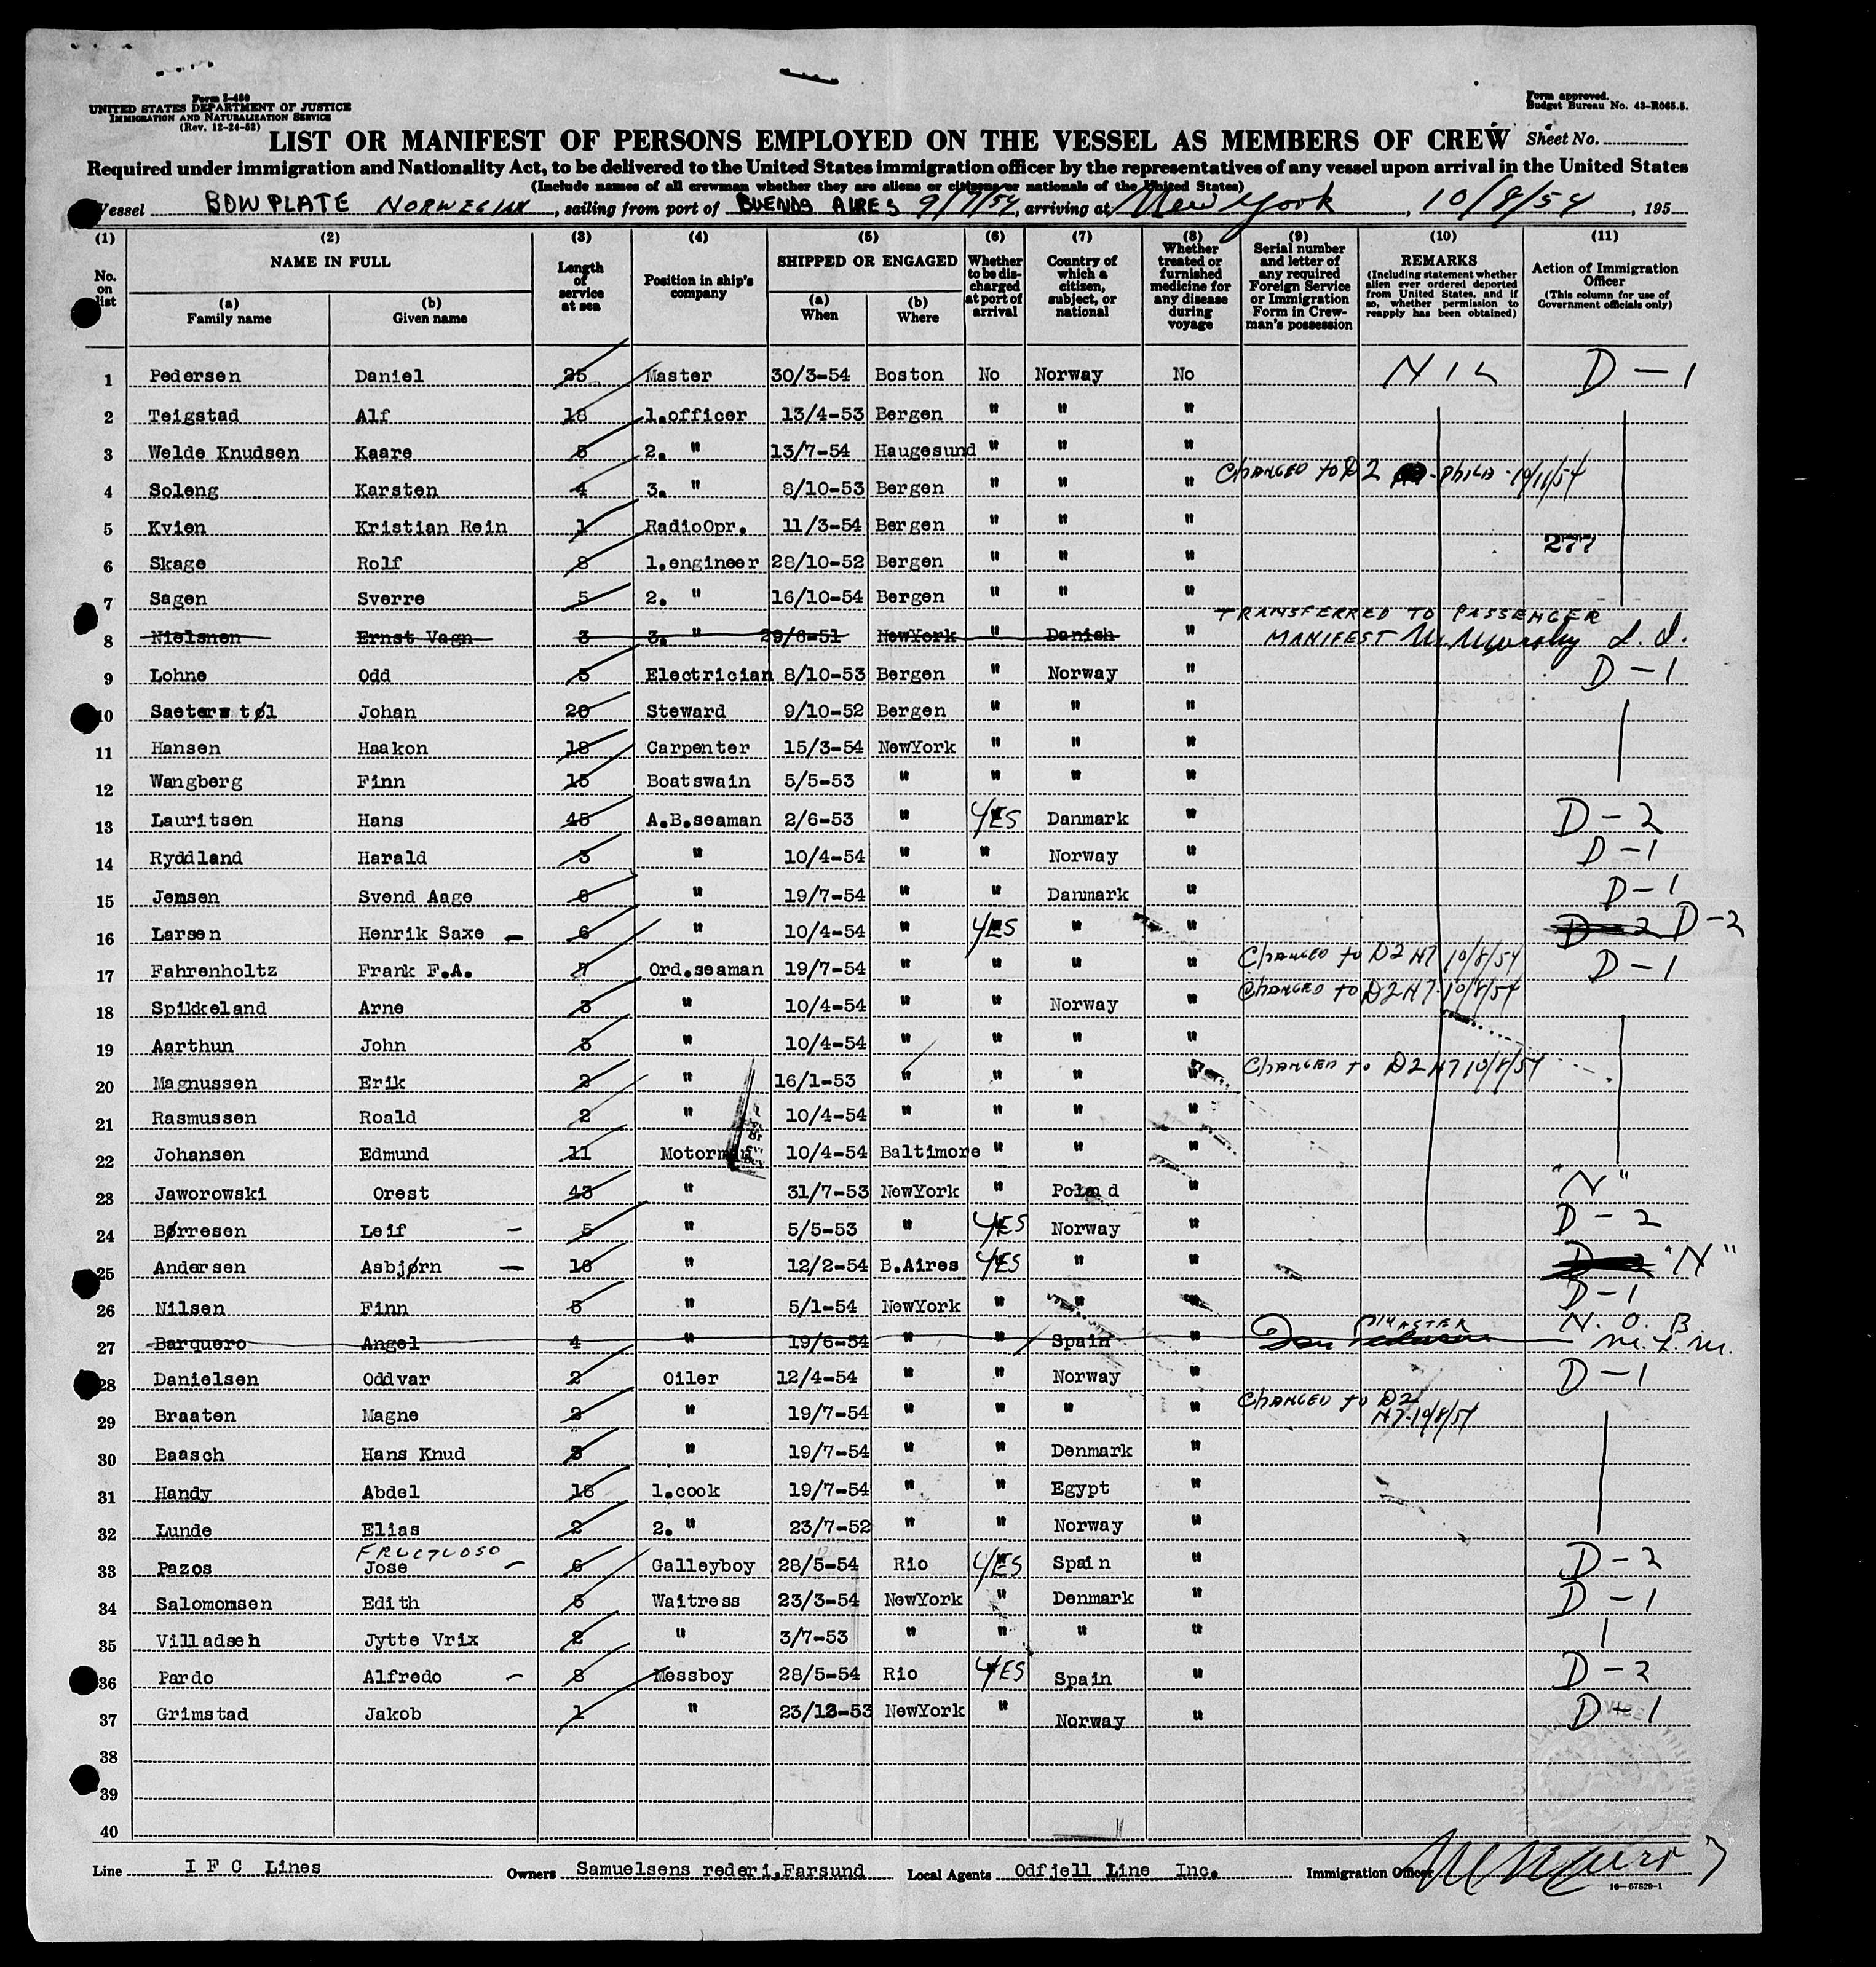 Form I-480
UNITED STATES DEPARTMENT OF JUSTICE
IMMIGRATION AND NATURALIZATION SERVICE
(Rev. 12-24-52)
Form approved.
Budget Bureau No. 43-R065.5.
LIST OR MANIFEST OF PERSONS EMPLOYED ON THE VESSEL AS MEMBERS OF CREW Sheet No.
Required under immigration and Nationality Act, to be delivered to the United States immigration officer by the representatives of any vessel upon arrival in the United States
(Include names of all crewman whether they are aliens or citizens or nationals of the United States)
Vessel BOW PLATE NORWEGIAN, sailing from port of BUENOS AIRES 9/7/54, arriving at New York, 10/8/54, 195
(1) (2) (3) (4) (5) (6) (7) (8) (9) (10) (11)
No. on list
NAME IN FULL
(a) Family name
(b) Given name
Length of service at sea
Position in ship's company
SHIPPED OR ENGAGED
(a) When
(b) Where
Whether to be discharged at port of arrival
Country of which a citizen, subject, or national
Whether treated or furnished medicine for any disease during voyage
Serial number and letter of any required Foreign Service or Immigration Form in Crewman's possession
REMARKS
(Including statement whether alien ever ordered deported from United States, and if so, whether permission to reapply has been obtained)
Action of Immigration Officer
(This column for use of Government officials only)
1 Pedersen Daniel 25 Master 30/3-54 Boston No Norway No NIL D-1
2 Teigstad Alf 18 1.officer 13/4-53 Bergen " " "
3 Welde Knudsen Kaare 5 2. " 13/7-54 Haugesund " " "
CHANGED TO D2 - PHILA - 10/11/54
4 Soleng Karsten 4 3. " 8/10-53 Bergen " " "
5 Kvien Kristian Rein 1 RadioOpr. 11/3-54 Bergen " " "
277
6 Skage Rolf 8 1.engineer 28/10-52 Bergen " " "
7 Sagen Sverre 5 2. " 16/10-54 Bergen " " "
TRANSFERRED TO PASSENGER
8 Nielsnen Ernst Vagn 3 3. " 29/6-51 NewYork " Danish " MANIFEST
9 Lohne Odd 5 Electrician 8/10-53 Bergen " Norway " D-1
10 Saeterstøl Johan 20 Steward 9/10-52 Bergen " " "
11 Hansen Haakon 18 Carpenter 15/3-54 NewYork " " "
12 Wangberg Finn 15 Boatswain 5/5-53 " " " "
13 Lauritsen Hans 45 A.B.seaman 2/6-53 " YES Danmark " D-2
14 Ryddland Harald 3 " 10/4-54 " " Norway " D-1
15 Jensen Svend Aage 6 " 19/7-54 " " Danmark " D-1
16 Larsen Henrik Saxe - 6 " 10/4-54 " YES " " D-2 D-2
17 Fahrenholtz Frank F.A. 7 Ord.seaman 19/7-54 " " " " CHANGED TO D2 N7 10/8/54 D-1
18 Spikkeland Arne 3 " 10/4-54 " " Norway " CHANGED TO D2 N7 10/8/54
19 Aarthun John 3 " 10/4-54 " " " "
20 Magnussen Erik 2 " 16/1-53 " " " " CHANGED TO D2 N7 10/8/54
21 Rasmussen Roald 2 " 10/4-54 " " " "
22 Johansen Edmund 11 Motorman 10/4-54 Baltimore " " "
23 Jaworowski Orest 43 " 31/7-53 NewYork " Poland " "N"
24 Børresen Leif - 5 " 5/5-53 " YES Norway " D-2
25 Andersen Asbjørn - 16 " 12/2-54 B.Aires YES " " D-2 "N"
26 Nilsen Finn 5 " 5/1-54 NewYork " " " D-1
27 Barquero Angel 4 " 19/6-54 " " Spain MASTER N.O.B.
M.L.M.
28 Danielsen Oddvar 2 Oiler 12/4-54 " " Norway " D-1
29 Braaten Magne 2 " 19/7-54 " " " " CHANGED TO D2
N7-10/8/54
30 Baasch Hans Knud 3 " 19/7-54 " " Denmark "
31 Handy Abdel 18 1.cook 19/7-54 " " Egypt "
32 Lunde Elias 2 2. " 23/7-52 " " Norway "
FRUCTUOSO
33 Pazos Jose - 6 Galleyboy 28/5-54 Rio YES Spain " D-2
34 Salomonsen Edith 5 Waitress 23/3-54 NewYork " Denmark " D-1
35 Villadseh Jytte Vrix 2 " 3/7-53 " " " "
36 Pardo Alfredo - 8 Messboy 28/5-54 Rio YES Spain " D-2
37 Grimstad Jakob 1 " 23/12-53 NewYork " Norway " D-1
38
39
40
Line I F C Lines Owners Samuelsens rederi,Farsund Local Agents Odfjell Line Inc. Immigration Officer
16-67829-1